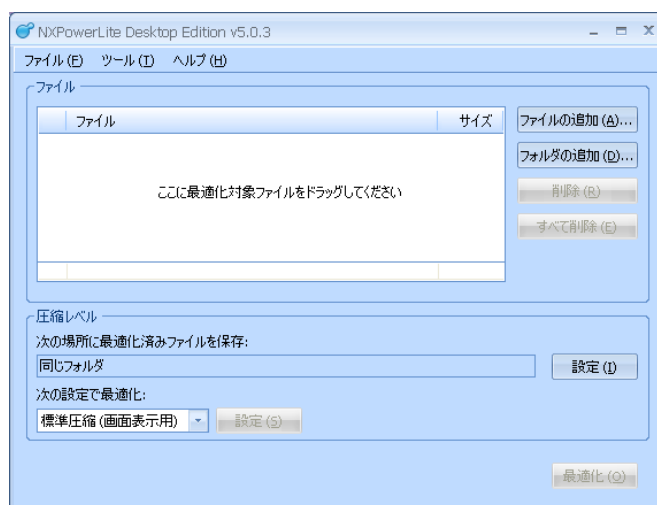 NXPowerLite Desktop Edition v5.0.3
ファイル(F) ツール(T) ヘルプ(H)
ファイル
ファイル サイズ
ファイルの追加(A)...
フォルダの追加(D)...
ここに最適化対象ファイルをドラッグしてください
削除(R)
すべて削除(E)
圧縮レベル
次の場所に最適化済みファイルを保存:
同じフォルダ
設定(I)
次の設定で最適化:
標準圧縮(画面表示用)
設定(S)
最適化(O)